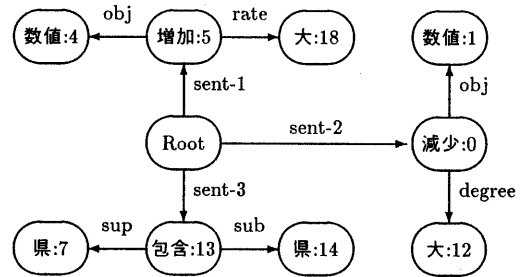 obj rate
数値:4 増加:5 大:18 数値:1
sent-1 obj
Root sent-2 減少:0
sent-3 degree
sup sub
県:7 包含:13 県:14 大:12